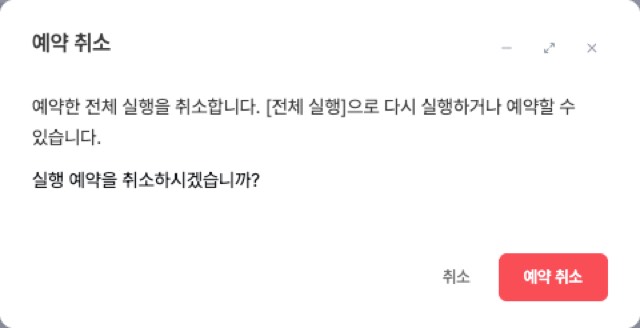 예약 취소
예약한 전체 실행을 취소합니다. [전체 실행]으로 다시 실행하거나 예약할 수
있습니다.
실행 예약을 취소하시겠습니까?
취소
예약 취소